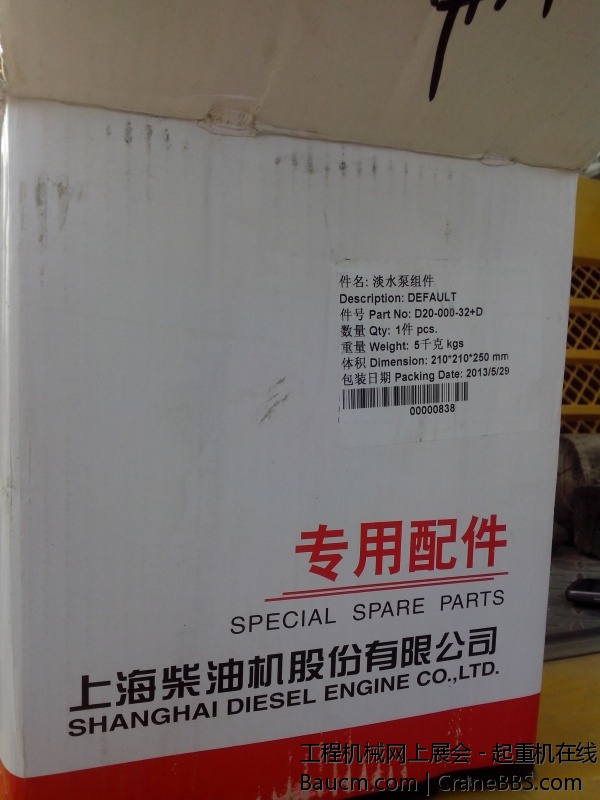 件名: 淡水泵组件
Description: DEFAULT
件号 Part No: D20-000-32+D
数量 Qty: 1件 pcs.
重量 Weight: 5千克 kgs
体积 Dimension: 210*210*250 mm
包装日期 Packing Date: 2013/5/29
00000838
专用配件
SPECIAL SPARE PARTS
上海柴油机股份有限公司
SHANGHAI DIESEL ENGINE CO.,LTD.
工程机械网上展会 - 起重机在线
Baucm.com | CraneBBS.com